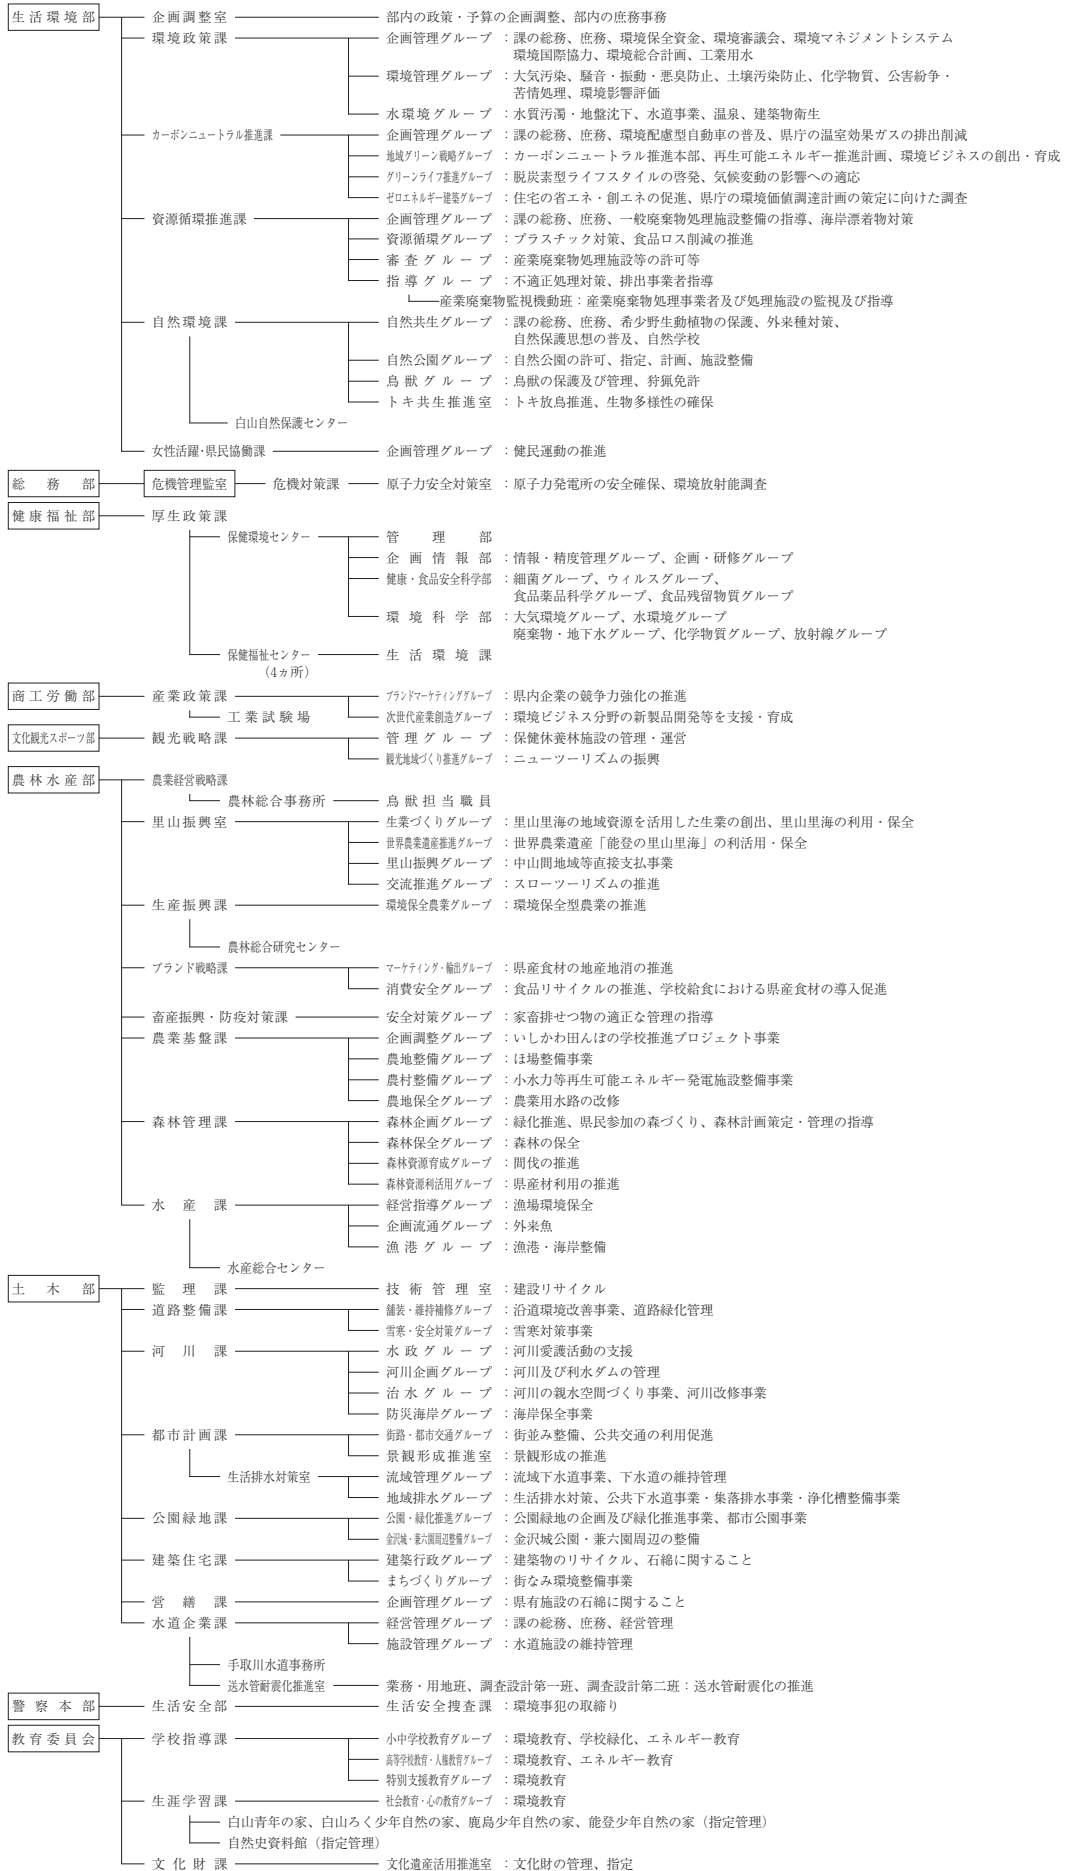 生活環境部 企画調整室 部内の政策・予算の企画調整、部内の庶務事務
環境政策課 企画管理グループ：課の総務、庶務、環境保全資金、環境審議会、環境マネジメントシステム
環境国際協力、環境総合計画、工業用水
環境管理グループ：大気汚染、騒音・振動・悪臭防止、土壌汚染防止、化学物質、公害紛争・
苦情処理、環境影響評価
水環境グループ：水質汚濁・地盤沈下、水道事業、温泉、建築物衛生
カーボンニュートラル推進課 企画管理グループ：課の総務、庶務、環境配慮型自動車の普及、県庁の温室効果ガスの排出削減
地域グリーン戦略グループ：カーボンニュートラル推進本部、再生可能エネルギー推進計画、環境ビジネスの創出・育成
グリーンライフ推進グループ：脱炭素型ライフスタイルの啓発、気候変動の影響への適応
ゼロエネルギー建築グループ：住宅の省エネ・創エネの促進、県庁の環境価値調達計画の策定に向けた調査
資源循環推進課 企画管理グループ：課の総務、庶務、一般廃棄物処理施設整備の指導、海岸漂着物対策
資源循環グループ：プラスチック対策、食品ロス削減の推進
審査グループ：産業廃棄物処理施設等の許可等
指導グループ：不適正処理対策、排出事業者指導
産業廃棄物監視機動班：産業廃棄物処理事業者及び処理施設の監視及び指導
自然環境課 自然共生グループ：課の総務、庶務、希少野生動植物の保護、外来種対策、
自然保護思想の普及、自然学校
自然公園グループ：自然公園の許可、指定、計画、施設整備
鳥獣グループ：鳥獣の保護及び管理、狩猟免許
トキ共生推進室：トキ放鳥推進、生物多様性の確保
白山自然保護センター
女性活躍・県民協働課 企画管理グループ：健民運動の推進
総務部 危機管理監室 危機対策課 原子力安全対策室：原子力発電所の安全確保、環境放射能調査
健康福祉部 厚生政策課
保健環境センター 管理部
企画情報部：情報・精度管理グループ、企画・研修グループ
健康・食品安全科学部：細菌グループ、ウィルスグループ、
食品薬品科学グループ、食品残留物質グループ
環境科学部：大気環境グループ、水環境グループ
廃棄物・地下水グループ、化学物質グループ、放射線グループ
保健福祉センター 生活環境課
（4ヵ所）
商工労働部 産業政策課 ブランドマーケティンググループ：県内企業の競争力強化の推進
工業試験場 次世代産業創造グループ：環境ビジネス分野の新製品開発等を支援・育成
文化観光スポーツ部 観光戦略課 管理グループ：保健休養林施設の管理・運営
観光地域づくり推進グループ：ニューツーリズムの振興
農林水産部 農業経営戦略課
農林総合事務所 鳥獣担当職員
里山振興室 生業づくりグループ：里山里海の地域資源を活用した生業の創出、里山里海の利用・保全
世界農業遺産推進グループ：世界農業遺産「能登の里山里海」の利活用・保全
里山振興グループ：中山間地域等直接支払事業
交流推進グループ：スローツーリズムの推進
生産振興課 環境保全農業グループ：環境保全型農業の推進
農林総合研究センター
ブランド戦略課 マーケティング・輸出グループ：県産食材の地産地消の推進
消費安全グループ：食品リサイクルの推進、学校給食における県産食材の導入促進
畜産振興・防疫対策課 安全対策グループ：家畜排せつ物の適正な管理の指導
農業基盤課 企画調整グループ：いしかわ田んぼの学校推進プロジェクト事業
農地整備グループ：ほ場整備事業
農村整備グループ：小水力等再生可能エネルギー発電施設整備事業
農地保全グループ：農業用水路の改修
森林管理課 森林企画グループ：緑化推進、県民参加の森づくり、森林計画策定・管理の指導
森林保全グループ：森林の保全
森林資源育成グループ：間伐の推進
森林資源利活用グループ：県産材利用の推進
水産課 経営指導グループ：漁場環境保全
企画流通グループ：外来魚
漁港グループ：漁港・海岸整備
水産総合センター
土木部 監理課 技術管理室：建設リサイクル
道路整備課 舗装・維持補修グループ：沿道環境改善事業、道路緑化管理
雪寒・安全対策グループ：雪寒対策事業
河川課 水政グループ：河川愛護活動の支援
河川企画グループ：河川及び利水ダムの管理
治水グループ：河川の親水空間づくり事業、河川改修事業
防災海岸グループ：海岸保全事業
都市計画課 街路・都市交通グループ：街並み整備、公共交通の利用促進
景観形成推進室：景観形成の推進
生活排水対策室 流域管理グループ：流域下水道事業、下水道の維持管理
地域排水グループ：生活排水対策、公共下水道事業・集落排水事業・浄化槽整備事業
公園緑地課 公園・緑化推進グループ：公園緑地の企画及び緑化推進事業、都市公園事業
金沢城・兼六園周辺整備グループ：金沢城公園・兼六園周辺の整備
建築住宅課 建築行政グループ：建築物のリサイクル、石綿に関すること
まちづくりグループ：街なみ環境整備事業
営繕課 企画管理グループ：県有施設の石綿に関すること
水道企業課 経営管理グループ：課の総務、庶務、経営管理
施設管理グループ：水道施設の維持管理
手取川水道事務所
送水管耐震化推進室 業務・用地班、調査設計第一班、調査設計第二班：送水管耐震化の推進
警察本部 生活安全部 生活安全捜査課：環境事犯の取締り
教育委員会 学校指導課 小中学校教育グループ：環境教育、学校緑化、エネルギー教育
高等学校教育・人権教育グループ：環境教育、エネルギー教育
特別支援教育グループ：環境教育
生涯学習課 社会教育・心の教育グループ：環境教育
白山青年の家、白山ろく少年自然の家、鹿島少年自然の家、能登少年自然の家（指定管理）
自然史資料館（指定管理）
文化財課 文化遺産活用推進室：文化財の管理、指定